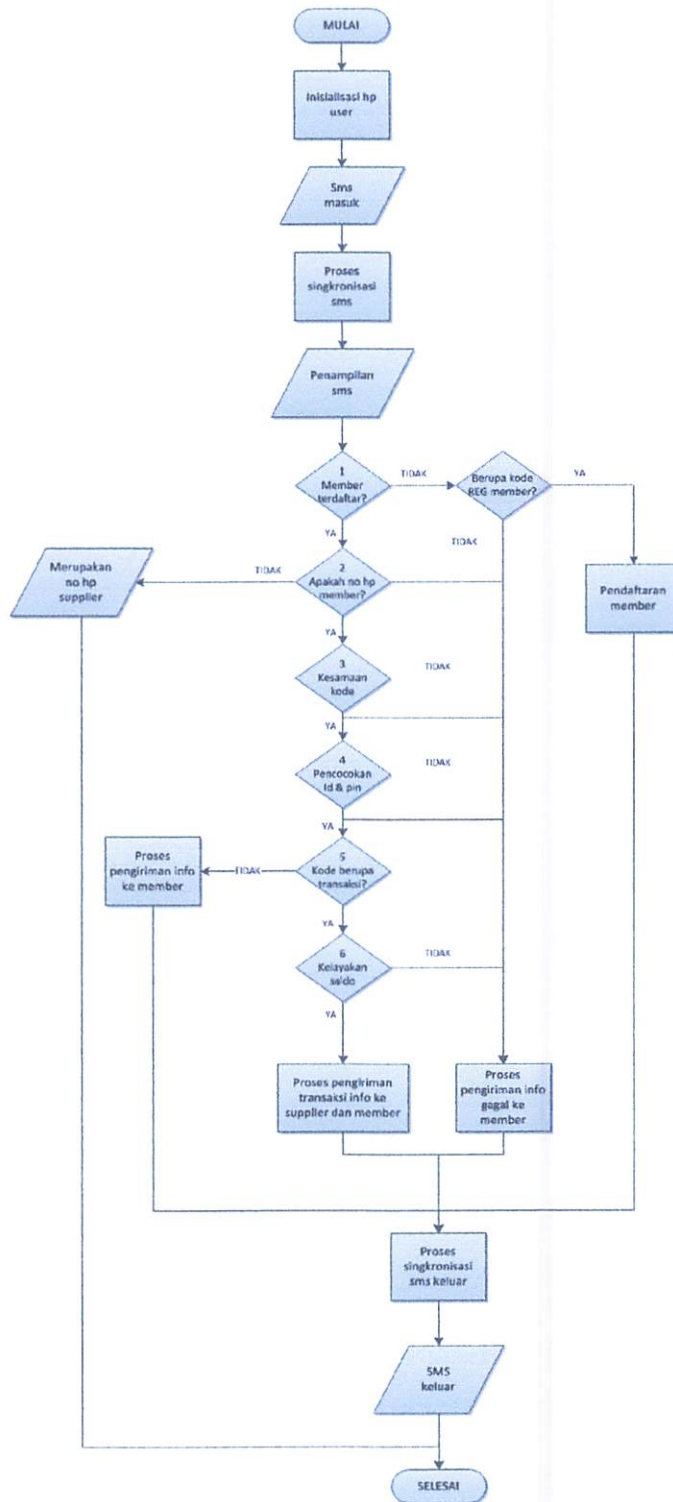 MULAI
Inisialisasi hp
user
Sms
masuk
Proses
singkronisasi
sms
Penampilan
sms
1
Member
terdaftar?
TIDAK
Berupa kode
REG member?
YA
YA
TIDAK
Merupakan
no hp
supplier
TIDAK
2
Apakah no hp
member?
Pendaftaran
member
YA
3
Kesamaan
kode
TIDAK
YA
4
Pencocokan
Id & pin
TIDAK
YA
Proses
pengiriman info
ke member
TIDAK
5
Kode berupa
transaksi?
YA
6
Kelayakan
saldo
TIDAK
YA
Proses pengiriman
transaksi info ke
supplier dan member
Proses
pengiriman info
gagal ke
member
Proses
singkronisasi
sms keluar
SMS
keluar
SELESAI